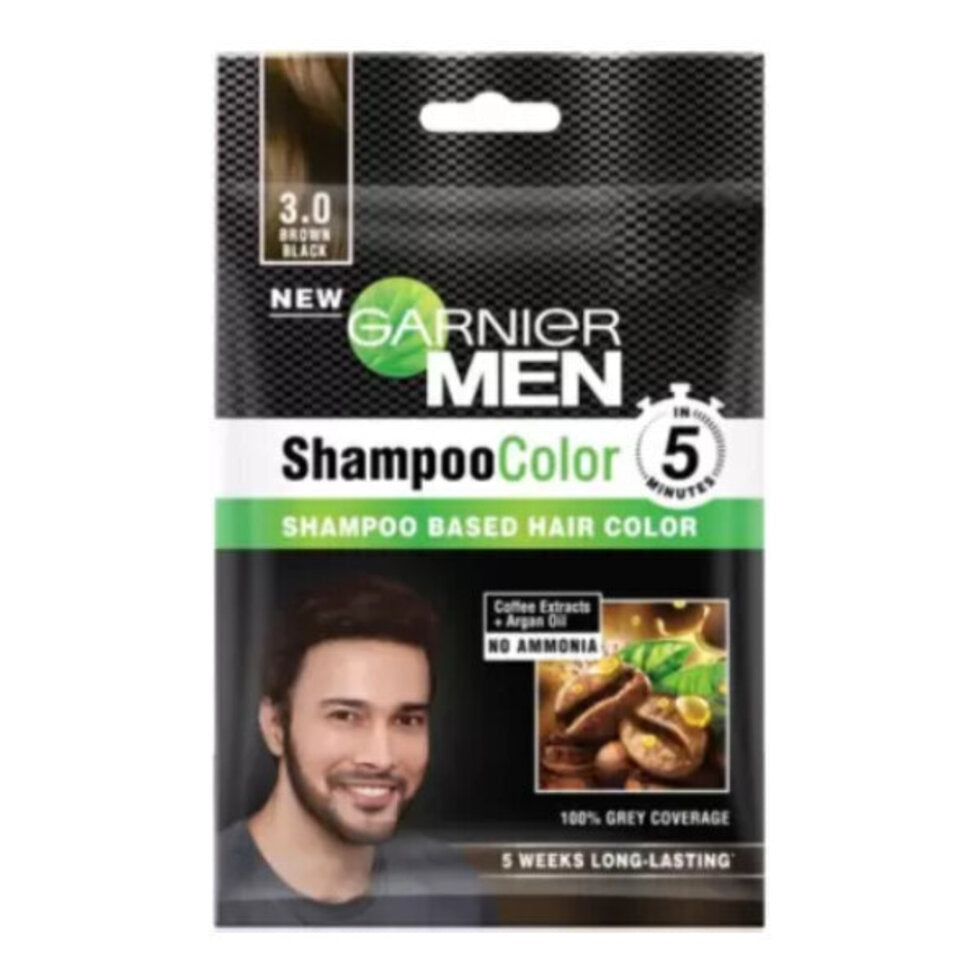 3.0
BROWN
BLACK
NEW
GARNIER
MEN
ShampooColor
IN
5
MINUTES
SHAMPOO BASED HAIR COLOR
Coffee Extracts
+ Argan Oil
NO AMMONIA
100% GREY COVERAGE
5 WEEKS LONG-LASTING*